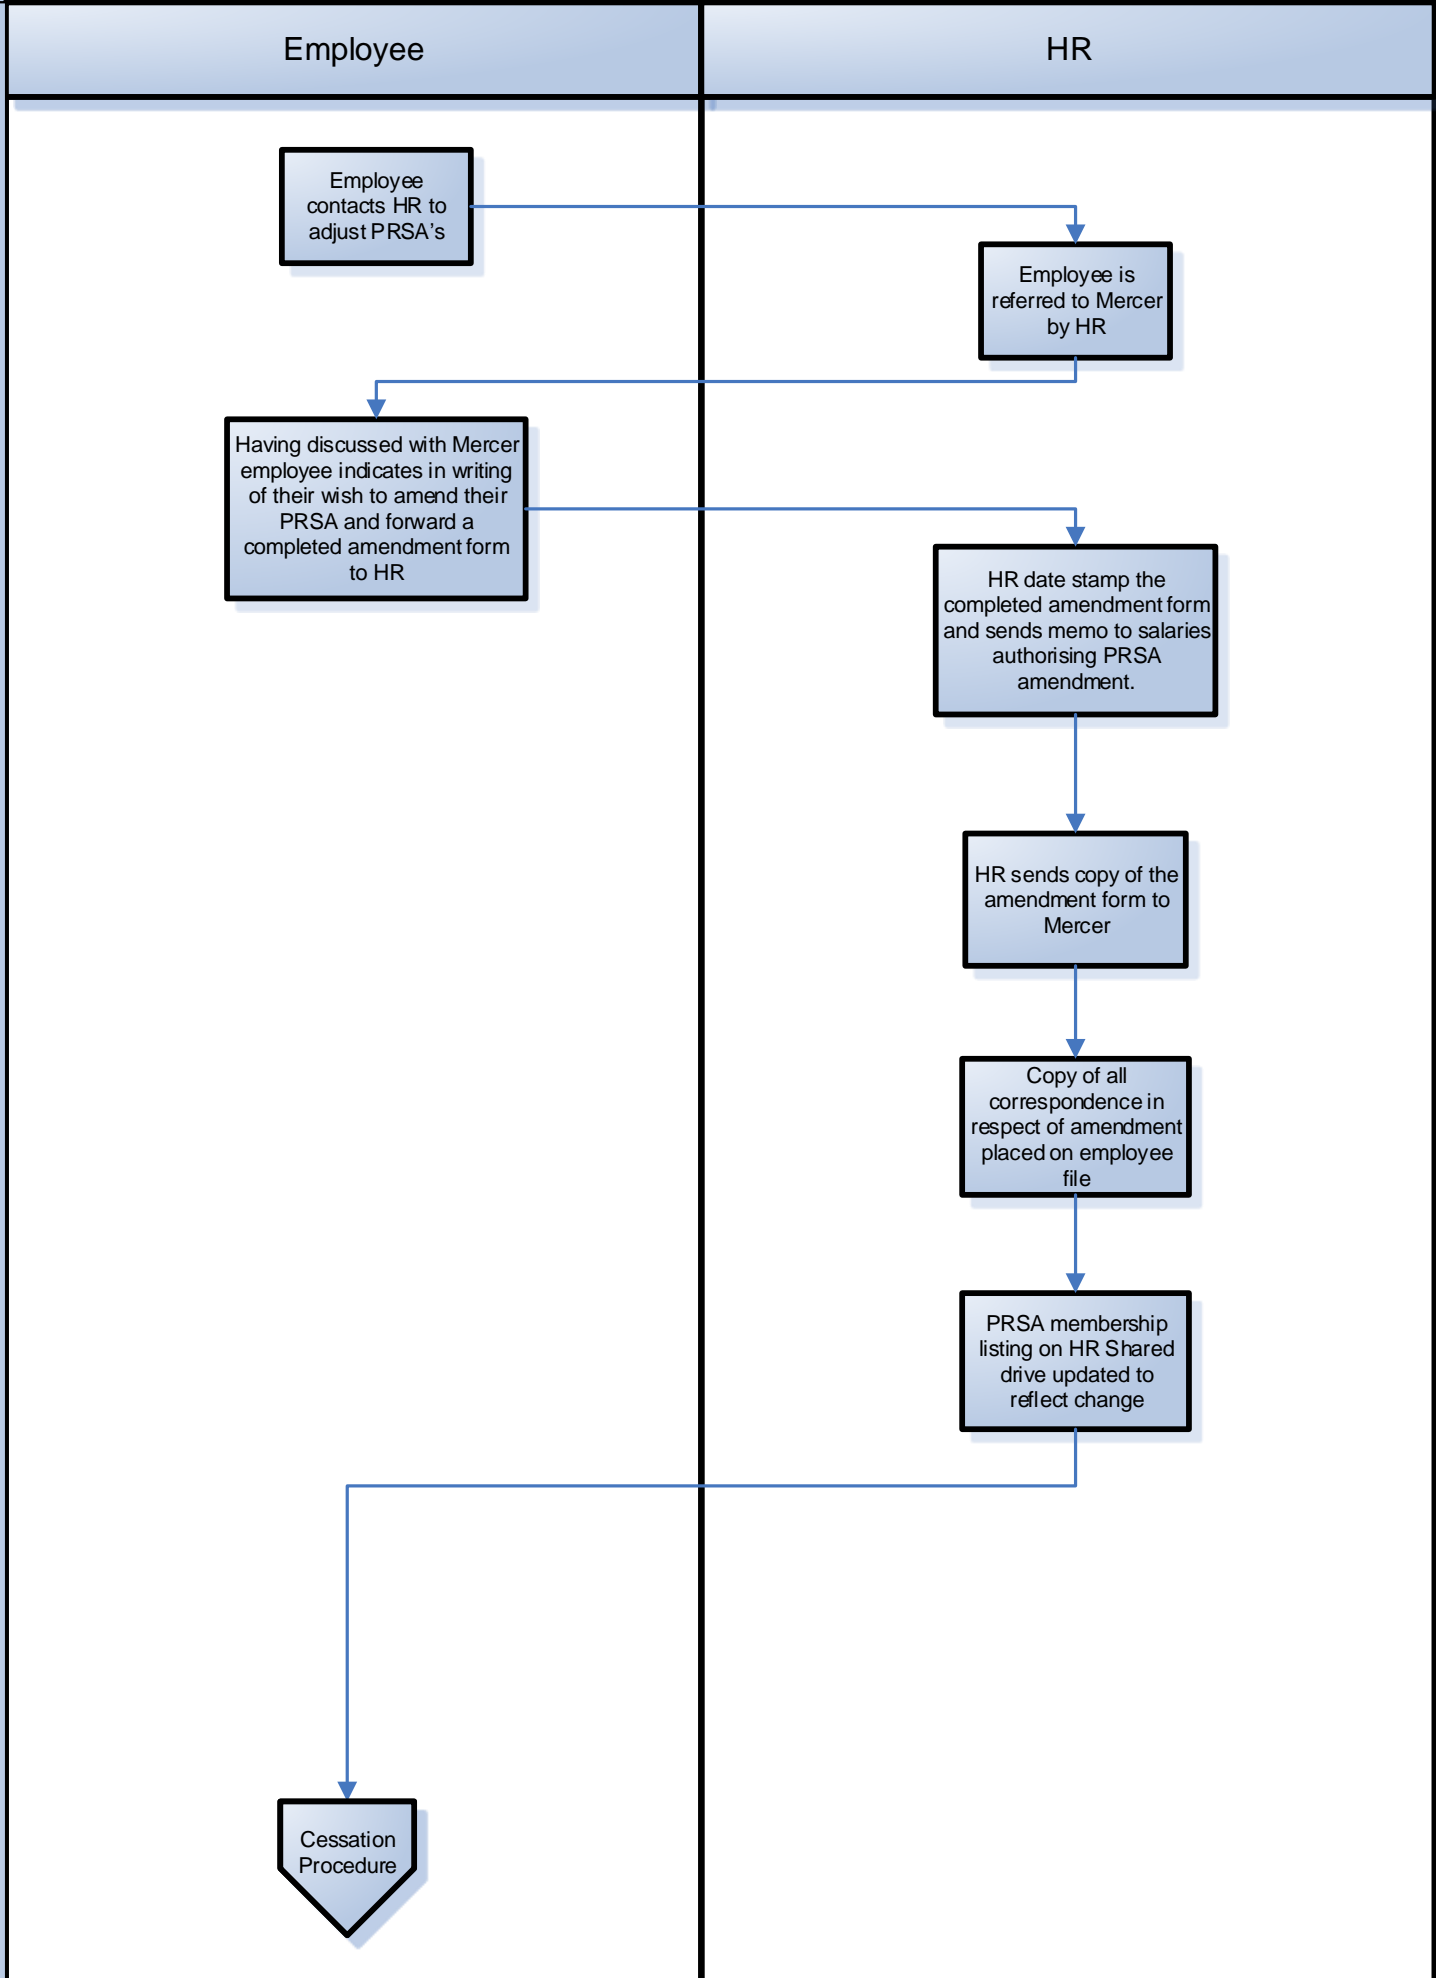 Employee
HR
Employee
contacts HR to
adjust PRSA's
Employee is
referred to Mercer
by HR
Having discussed with Mercer
employee indicates in writing
of their wish to amend their
PRSA and forward a
completed amendment form
to HR
HR date stamp the
completed amendment form
and sends memo to salaries
authorising PRSA
amendment.
HR sends copy of the
amendment form to
Mercer
Copy of all
correspondence in
respect of amendment
placed on employee
file
PRSA membership
listing on HR Shared
drive updated to
reflect change
Cessation
Procedure